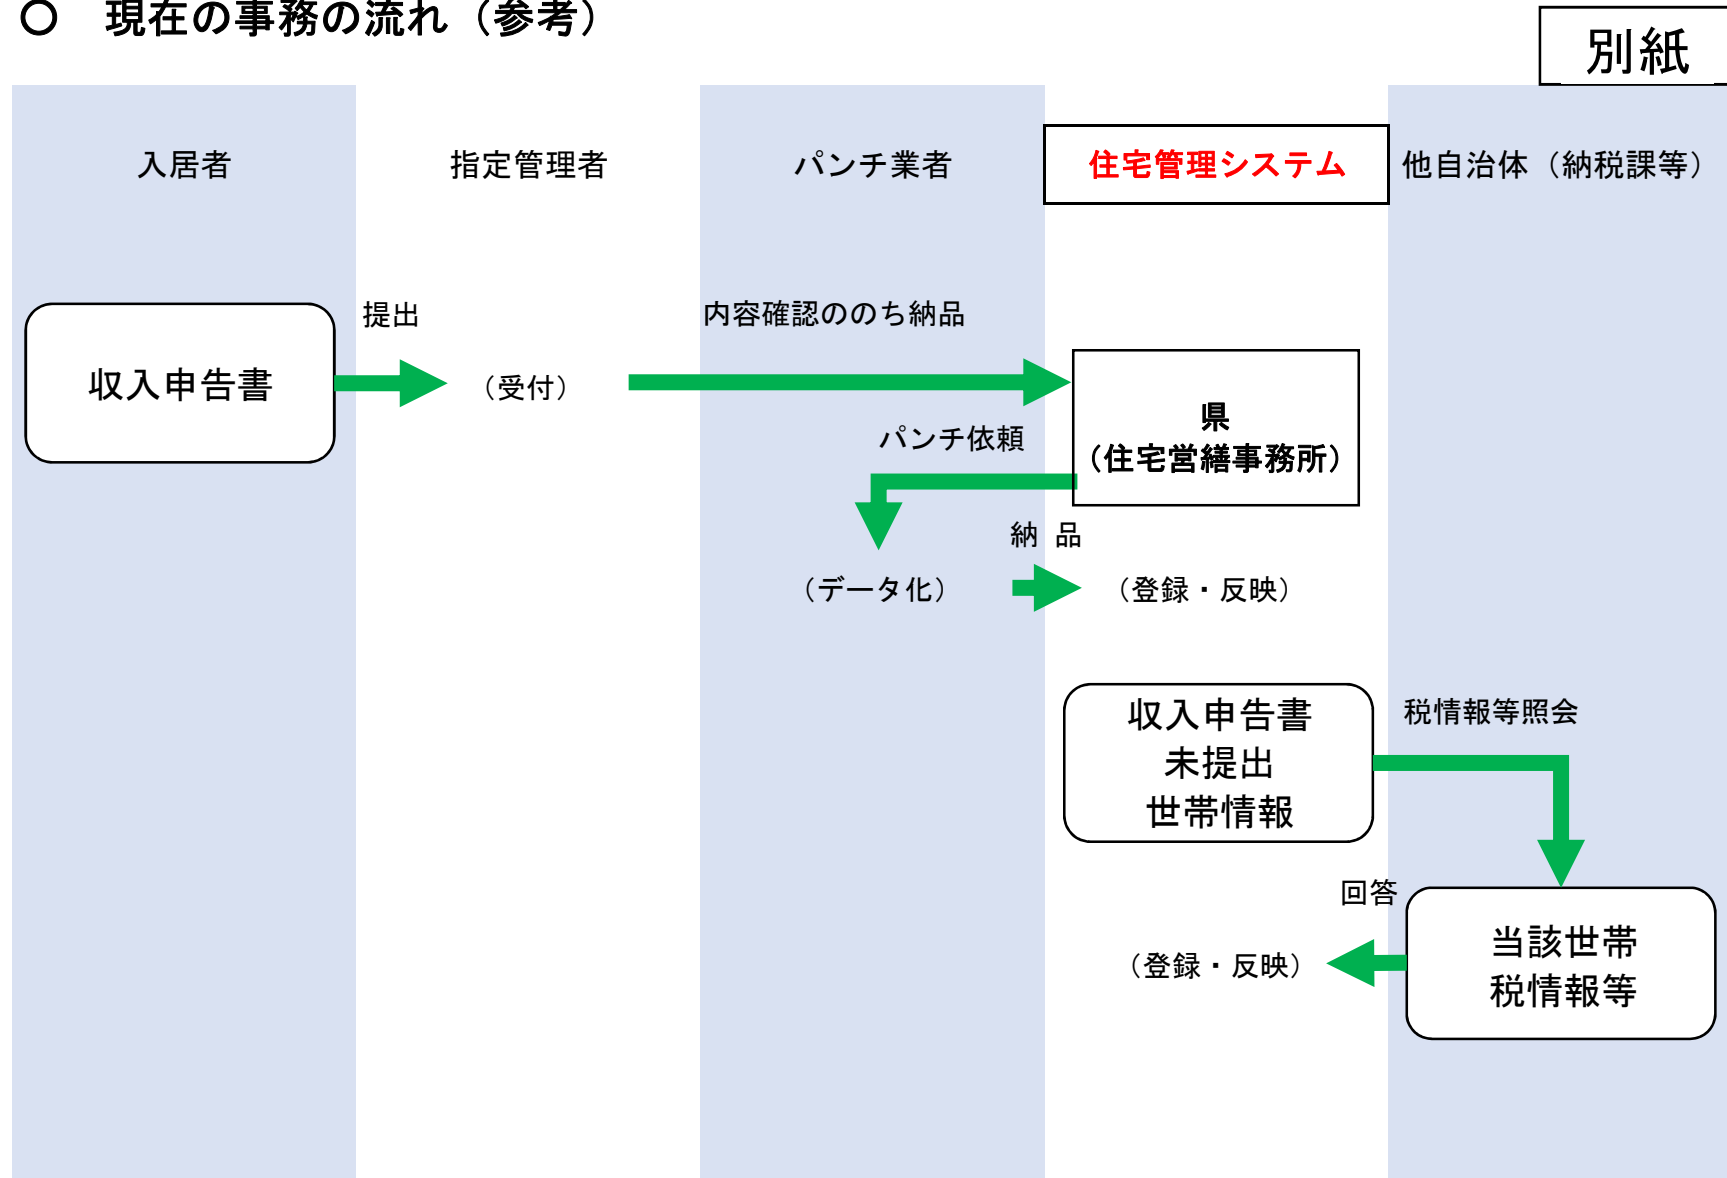 〇　現在の事務の流れ（参考）
別紙
入居者
指定管理者
パンチ業者
住宅管理システム
他自治体（納税課等）
提出
内容確認ののち納品
収入申告書
（受付）
県
（住宅営繕事務所）
パンチ依頼
納 品
（データ化）
（登録・反映）
収入申告書
未提出
世帯情報
税情報等照会
回答
当該世帯
税情報等
（登録・反映）